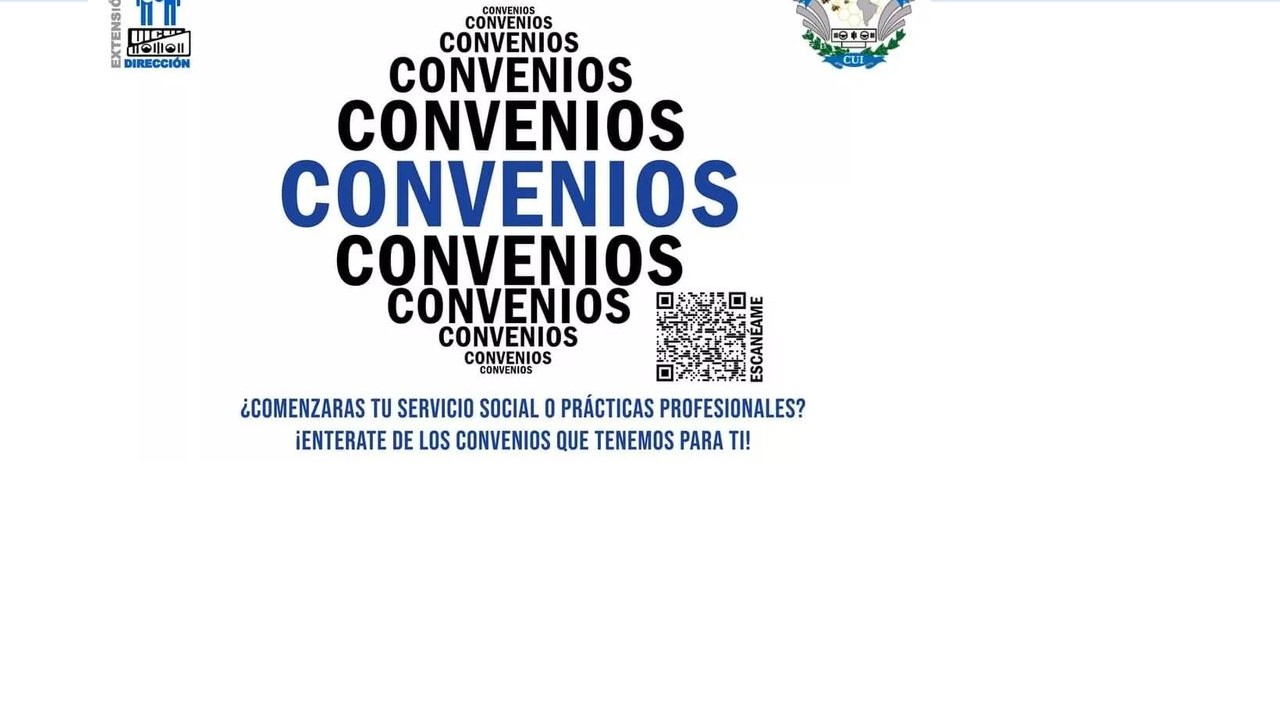 EXTENSIÓ
DIRECCIÓN
CUI
CONVENIOS
CONVENIOS
CONVENIOS
CONVENIOS
CONVENIOS
CONVENIOS
CONVENIOS
CONVENIOS
CONVENIOS
CONVENIOS
CONVENIOS
ESCANÉAME
¿COMENZARAS TU SERVICIO SOCIAL O PRÁCTICAS PROFESIONALES?
¡ENTERATE DE LOS CONVENIOS QUE TENEMOS PARA TI!